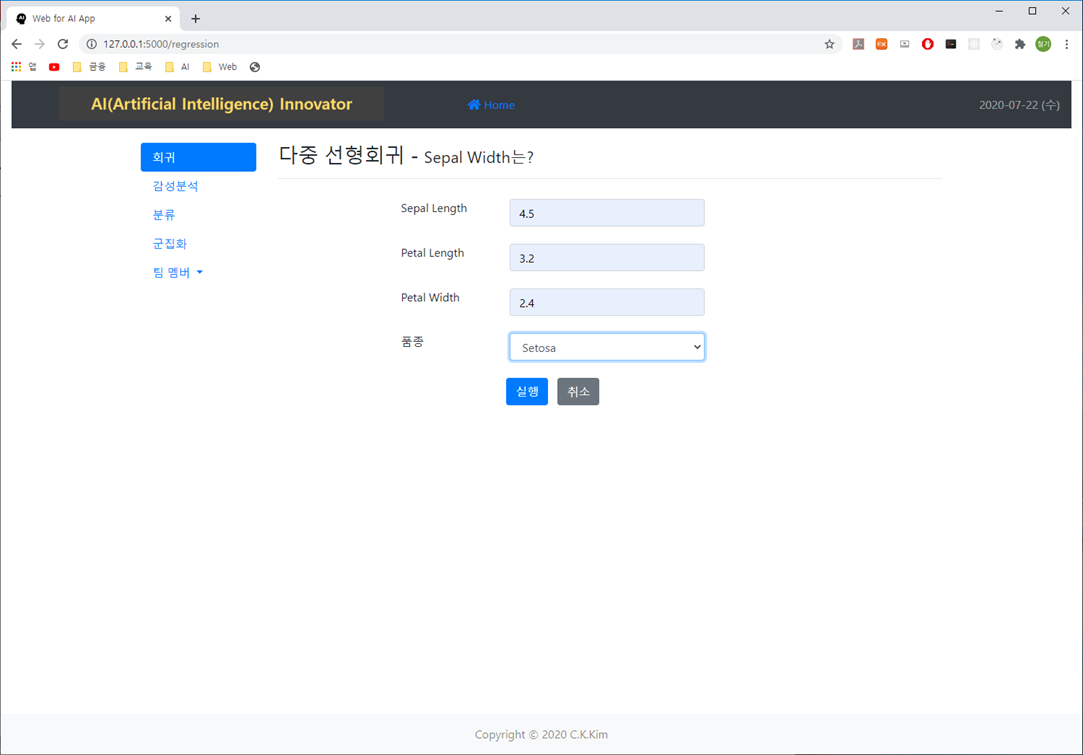 Web for AI App
127.0.0.1:5000/regression
앱
금융
교육
AI
Web
AI(Artificial Intelligence) Innovator
Home
2020-07-22 (수)
회귀
감성분석
분류
군집화
팀 멤버
다중 선형회귀 - Sepal Width는?
Sepal Length
4.5
Petal Length
3.2
Petal Width
2.4
품종
Setosa
실행
취소
Copyright © 2020 C.K.Kim